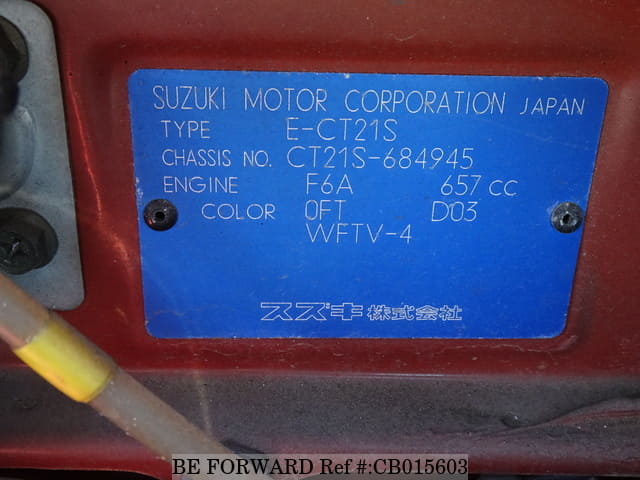 SUZUKI MOTOR CORPORATION JAPAN
TYPE E-CT21S
CHASSIS NO. CT21S-684945
ENGINE F6A 657 CC
COLOR 0FT D03
WFTV-4
スズキ株式会社
BE FORWARD Ref #:CB015603